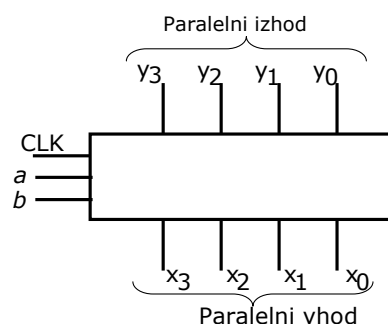 Paralelni izhod
y3 y2 y1 y0
CLK
a
b
x3 x2 x1 x0
Paralelni vhod